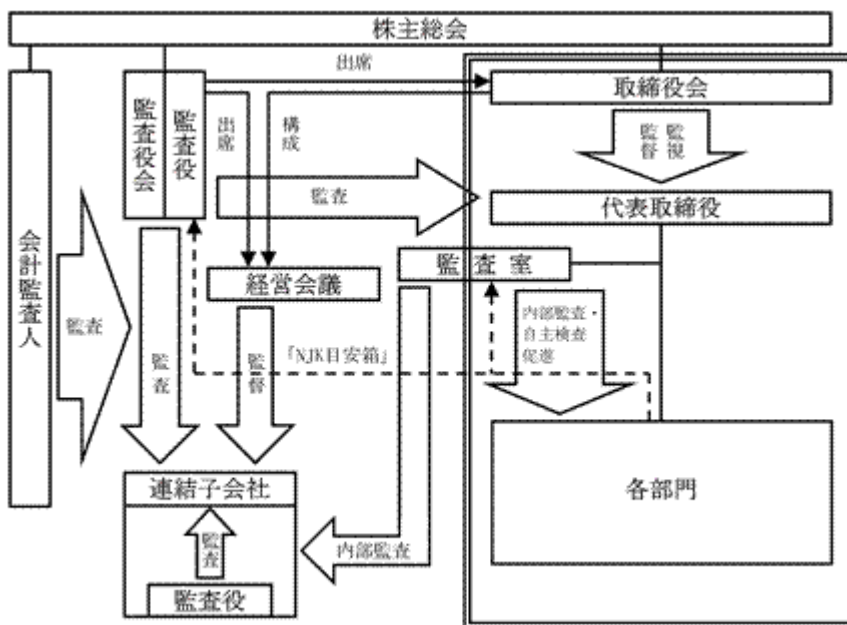 株主総会
出席
取締役会
監査役会
監査役
出席
構成
監視
監督
監査
代表取締役
会計監査人
監査
監査室
経営会議
監査
監督
「NJK目安箱」
内部監査・
自主検査
促進
連結子会社
各部門
監査
内部監査
監査役